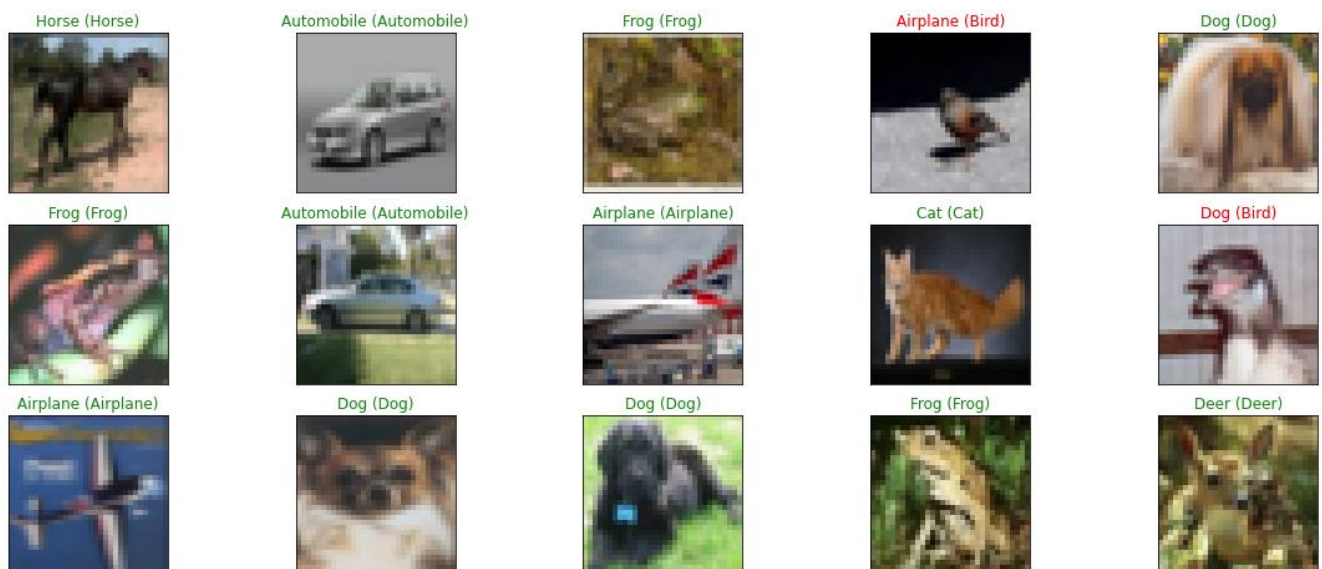 Horse (Horse)
Automobile (Automobile)
Frog (Frog)
Airplane (Bird)
Dog (Dog)
Frog (Frog)
Automobile (Automobile)
Airplane (Airplane)
Cat (Cat)
Dog (Bird)
Airplane (Airplane)
Dog (Dog)
Dog (Dog)
Frog (Frog)
Deer (Deer)